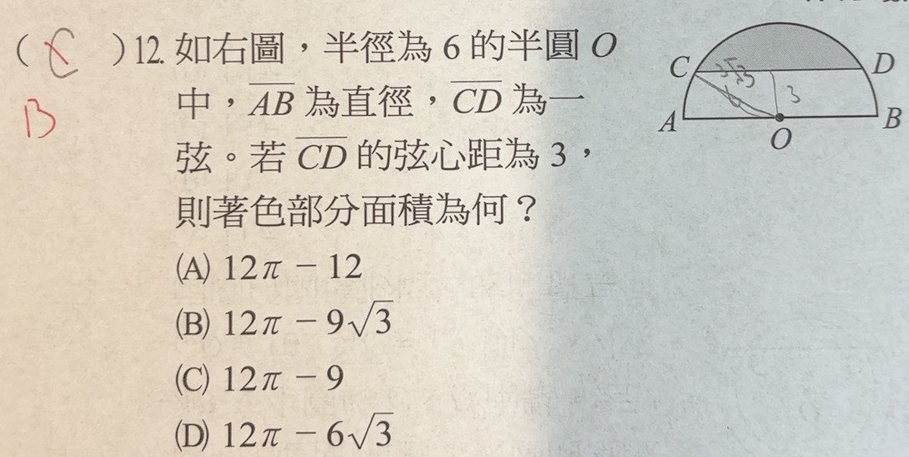 ( C )12. 如右圖，半徑為 6 的半圓 O
B
中，AB 為直徑，CD 為一
弦。若 CD 的弦心距為 3，
則著色部分面積為何？
(A) 12π − 12
(B) 12π − 9√3
(C) 12π − 9
(D) 12π − 6√3
C D
3
6
A O B